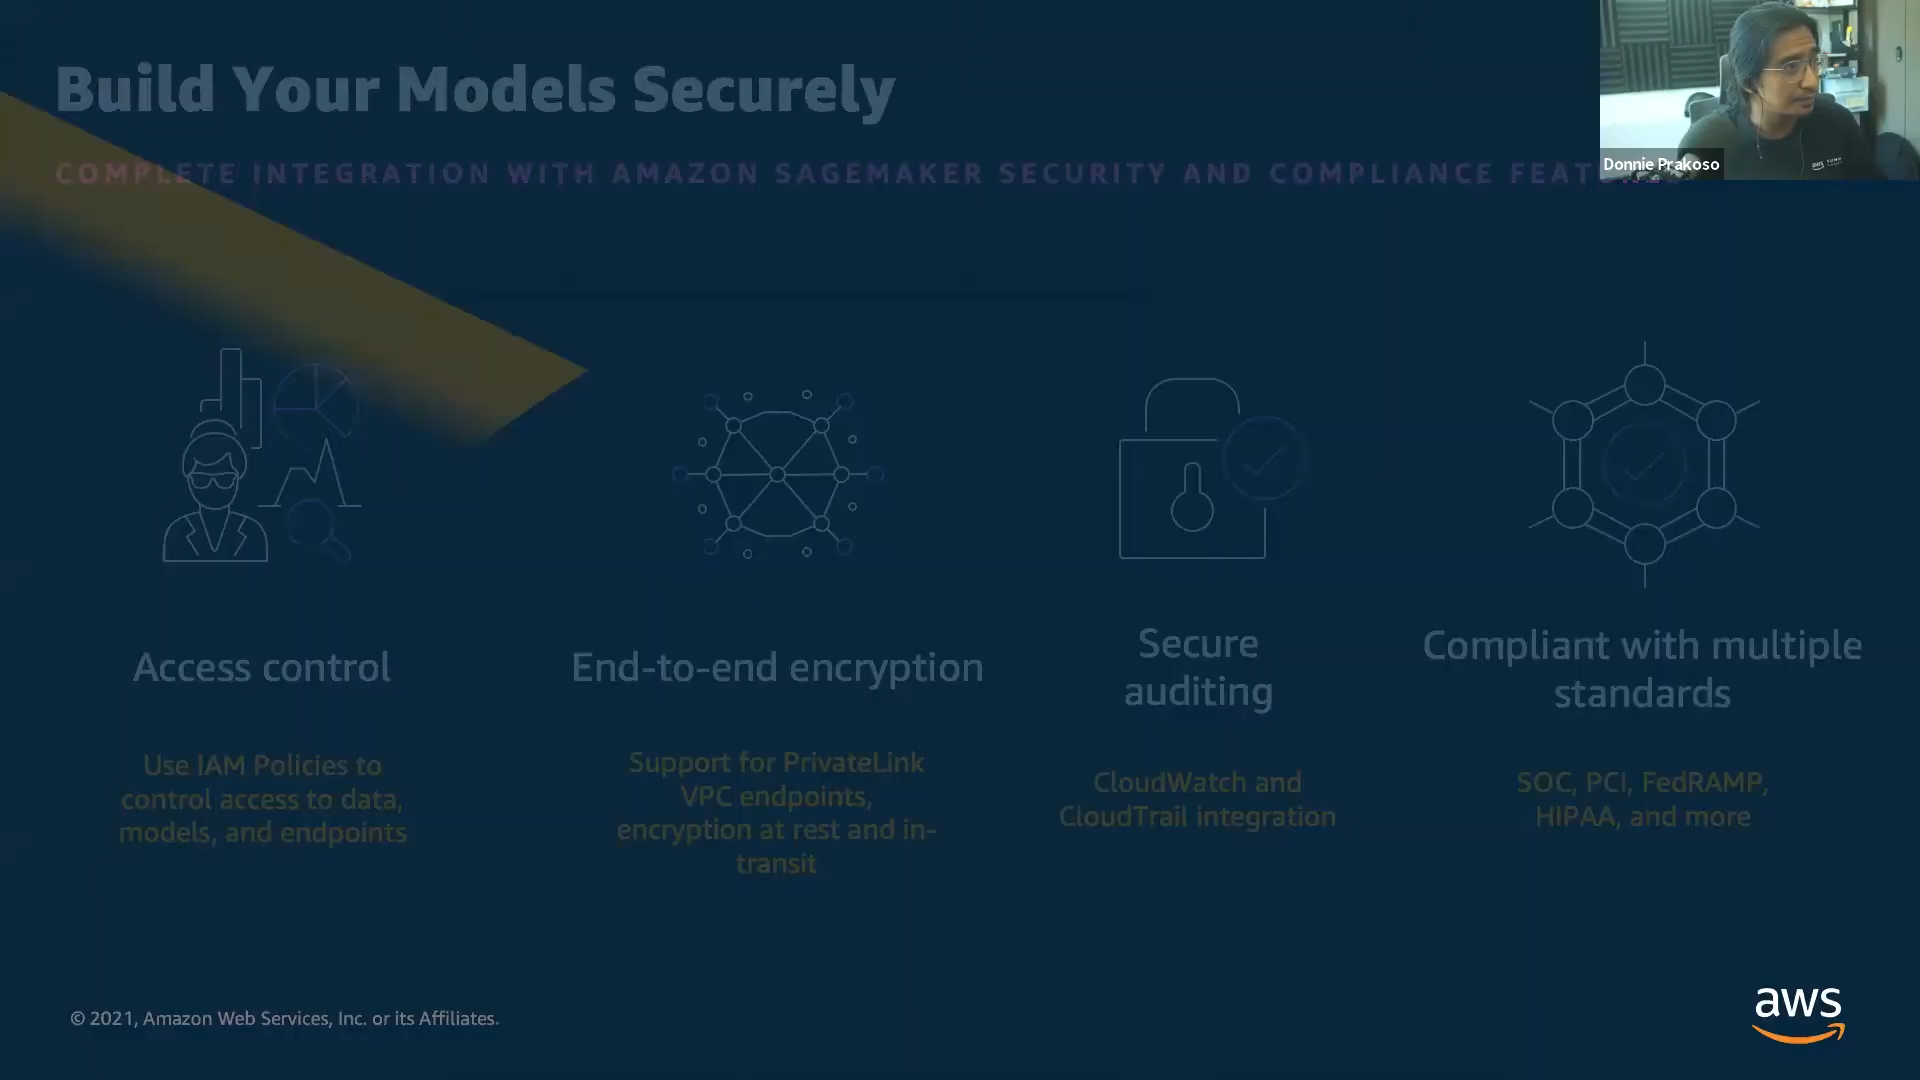 Build Your Models Securely
COMPLETE INTEGRATION WITH AMAZON SAGEMAKER SECURITY AND COMPLIANCE
Donnie Prakoso
aws
Access control
Use IAM Policies to
control access to data,
models, and endpoints
End-to-end encryption
Support for PrivateLink
VPC endpoints,
encryption at rest and in-
transit
Secure
auditing
CloudWatch and
CloudTrail integration
Compliant with multiple
standards
SOC, PCI, FedRAMP,
HIPAA, and more
© 2021, Amazon Web Services, Inc. or its Affiliates.
aws